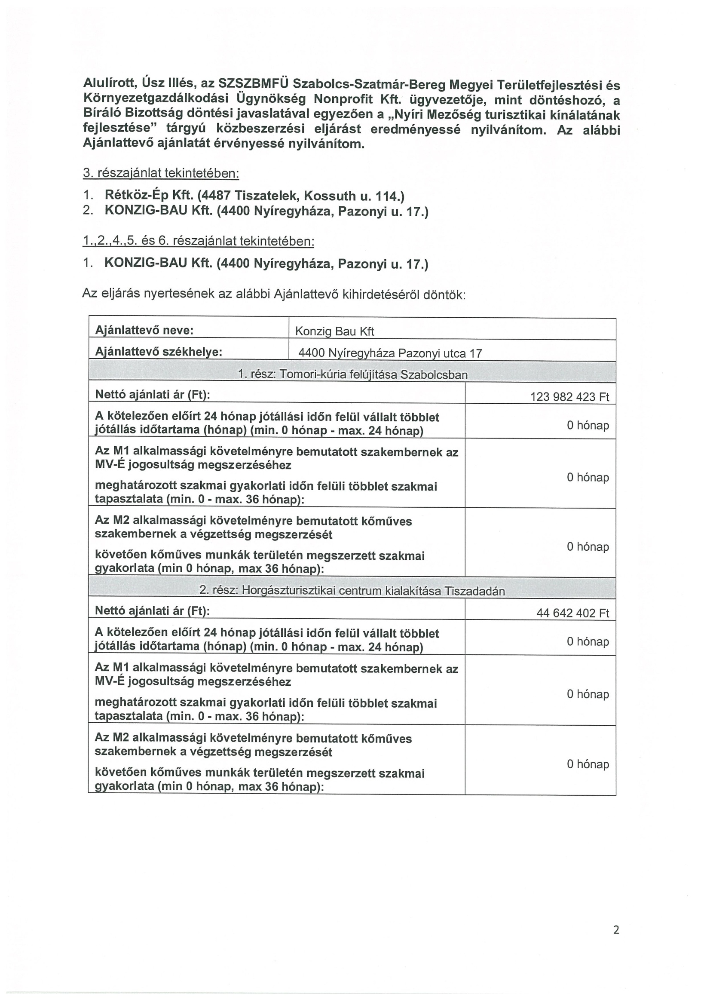 Alulírott, Úsz Illés, az SZSZBMFÜ Szabolcs-Szatmár-Bereg Megyei Területfejlesztési és
Környezetgazdálkodási Ügynökség Nonprofit Kft. ügyvezetője, mint döntéshozó, a
Bíráló Bizottság döntési javaslatával egyezően a „Nyíri Mezőség turisztikai kínálatának
fejlesztése” tárgyú közbeszerzési eljárást eredményessé nyilvánítom. Az alábbi
Ajánlattevő ajánlatát érvényessé nyilvánítom.
3. részajánlat tekintetében:
1. Rétköz-Ép Kft. (4487 Tiszatelek, Kossuth u. 114.)
2. KONZIG-BAU Kft. (4400 Nyíregyháza, Pazonyi u. 17.)
1.,2.,4.,5. és 6. részajánlat tekintetében:
1. KONZIG-BAU Kft. (4400 Nyíregyháza, Pazonyi u. 17.)
Az eljárás nyertesének az alábbi Ajánlattevő kihirdetéséről döntök:
Ajánlattevő neve: Konzig Bau Kft
Ajánlattevő székhelye: 4400 Nyíregyháza Pazonyi utca 17
1. rész: Tomori-kúria felújítása Szabolcsban
Nettó ajánlati ár (Ft): 123 982 423 Ft
A kötelezően előírt 24 hónap jótállási időn felül vállalt többlet
jótállás időtartama (hónap) (min. 0 hónap - max. 24 hónap)
0 hónap
Az M1 alkalmassági követelményre bemutatott szakembernek az
MV-É jogosultság megszerzéséhez
meghatározott szakmai gyakorlati időn felüli többlet szakmai
tapasztalata (min. 0 - max. 36 hónap):
0 hónap
Az M2 alkalmassági követelményre bemutatott kőműves
szakembernek a végzettség megszerzését
követően kőműves munkák területén megszerzett szakmai
gyakorlata (min 0 hónap, max 36 hónap):
0 hónap
2. rész: Horgászturisztikai centrum kialakítása Tiszadadán
Nettó ajánlati ár (Ft): 44 642 402 Ft
A kötelezően előírt 24 hónap jótállási időn felül vállalt többlet
jótállás időtartama (hónap) (min. 0 hónap - max. 24 hónap)
0 hónap
Az M1 alkalmassági követelményre bemutatott szakembernek az
MV-É jogosultság megszerzéséhez
meghatározott szakmai gyakorlati időn felüli többlet szakmai
tapasztalata (min. 0 - max. 36 hónap):
0 hónap
Az M2 alkalmassági követelményre bemutatott kőműves
szakembernek a végzettség megszerzését
követően kőműves munkák területén megszerzett szakmai
gyakorlata (min 0 hónap, max 36 hónap):
0 hónap
2